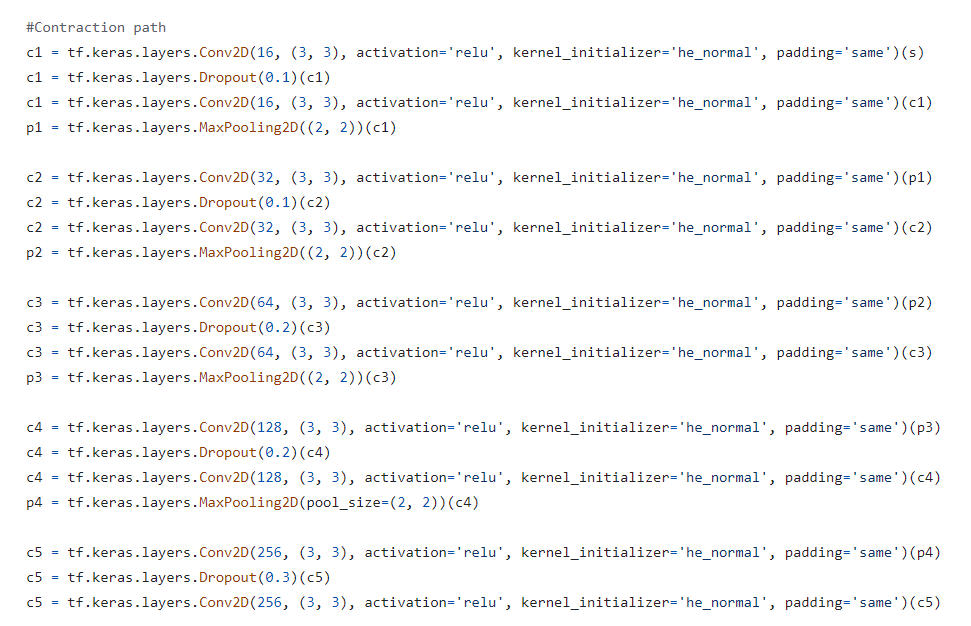 #Contraction path
c1 = tf.keras.layers.Conv2D(16, (3, 3), activation='relu', kernel_initializer='he_normal', padding='same')(s)
c1 = tf.keras.layers.Dropout(0.1)(c1)
c1 = tf.keras.layers.Conv2D(16, (3, 3), activation='relu', kernel_initializer='he_normal', padding='same')(c1)
p1 = tf.keras.layers.MaxPooling2D((2, 2))(c1)

c2 = tf.keras.layers.Conv2D(32, (3, 3), activation='relu', kernel_initializer='he_normal', padding='same')(p1)
c2 = tf.keras.layers.Dropout(0.1)(c2)
c2 = tf.keras.layers.Conv2D(32, (3, 3), activation='relu', kernel_initializer='he_normal', padding='same')(c2)
p2 = tf.keras.layers.MaxPooling2D((2, 2))(c2)

c3 = tf.keras.layers.Conv2D(64, (3, 3), activation='relu', kernel_initializer='he_normal', padding='same')(p2)
c3 = tf.keras.layers.Dropout(0.2)(c3)
c3 = tf.keras.layers.Conv2D(64, (3, 3), activation='relu', kernel_initializer='he_normal', padding='same')(c3)
p3 = tf.keras.layers.MaxPooling2D((2, 2))(c3)

c4 = tf.keras.layers.Conv2D(128, (3, 3), activation='relu', kernel_initializer='he_normal', padding='same')(p3)
c4 = tf.keras.layers.Dropout(0.2)(c4)
c4 = tf.keras.layers.Conv2D(128, (3, 3), activation='relu', kernel_initializer='he_normal', padding='same')(c4)
p4 = tf.keras.layers.MaxPooling2D(pool_size=(2, 2))(c4)

c5 = tf.keras.layers.Conv2D(256, (3, 3), activation='relu', kernel_initializer='he_normal', padding='same')(p4)
c5 = tf.keras.layers.Dropout(0.3)(c5)
c5 = tf.keras.layers.Conv2D(256, (3, 3), activation='relu', kernel_initializer='he_normal', padding='same')(c5)